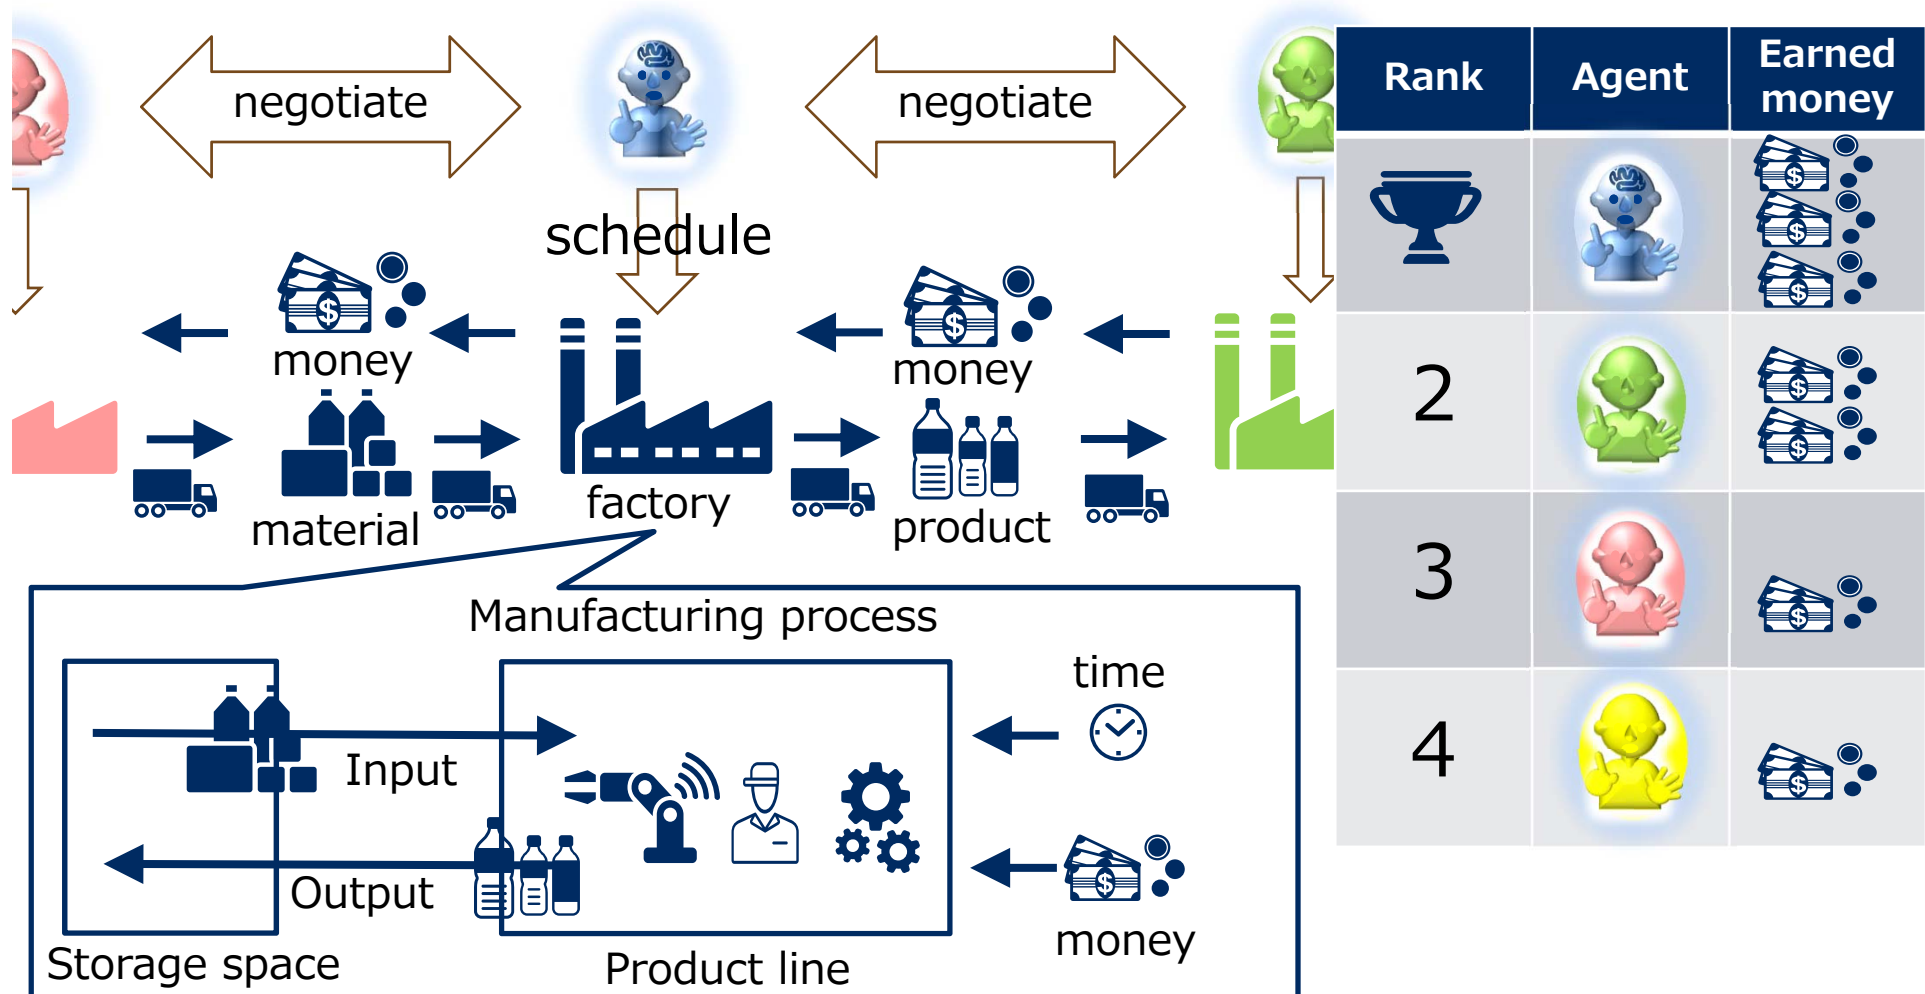 negotiate
negotiate
schedule
money
money
material
factory
product
Manufacturing process
time
Input
Output
money
Storage space
Product line
Rank
Agent
Earned
money
$
$
$
$
$
2
$
$
3
$
4
$
$